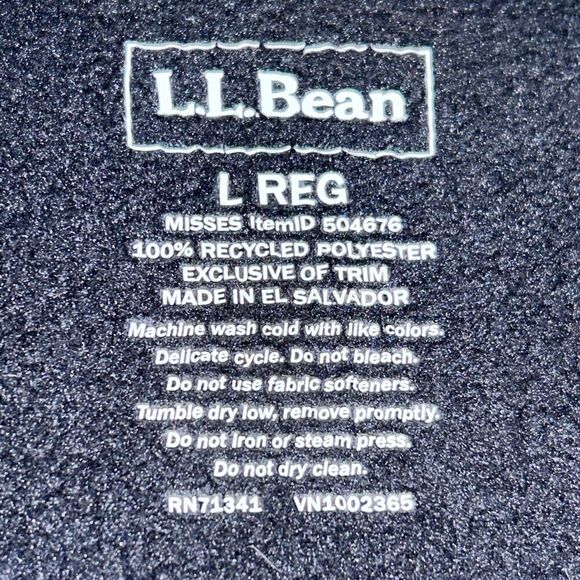 L.L.Bean
L REG
MISSES ItemID 504676
100% RECYCLED POLYESTER
EXCLUSIVE OF TRIM
MADE IN EL SALVADOR
Machine wash cold with like colors.
Delicate cycle. Do not bleach.
Do not use fabric softeners.
Tumble dry low, remove promptly.
Do not iron or steam press.
Do not dry clean.
RN71341 VN1002365